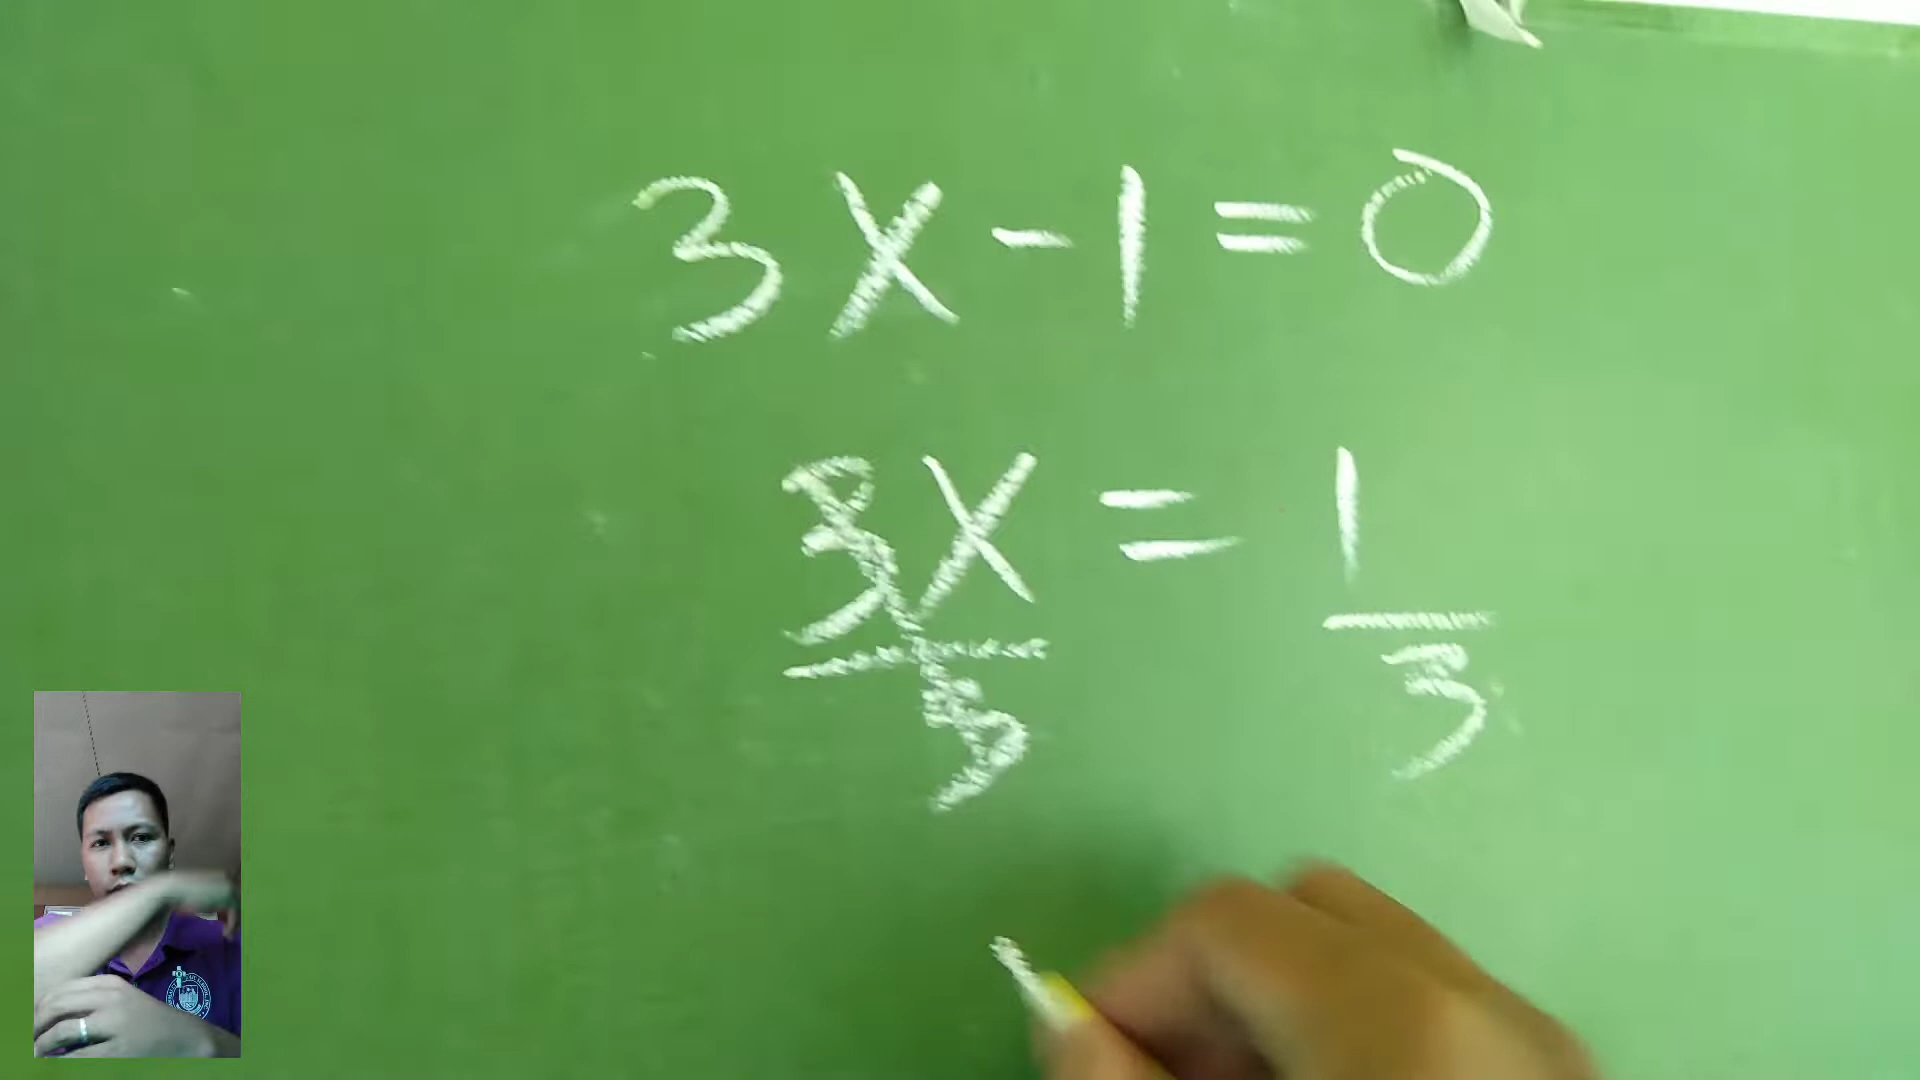 3x-1=0
3x = 1
3 3